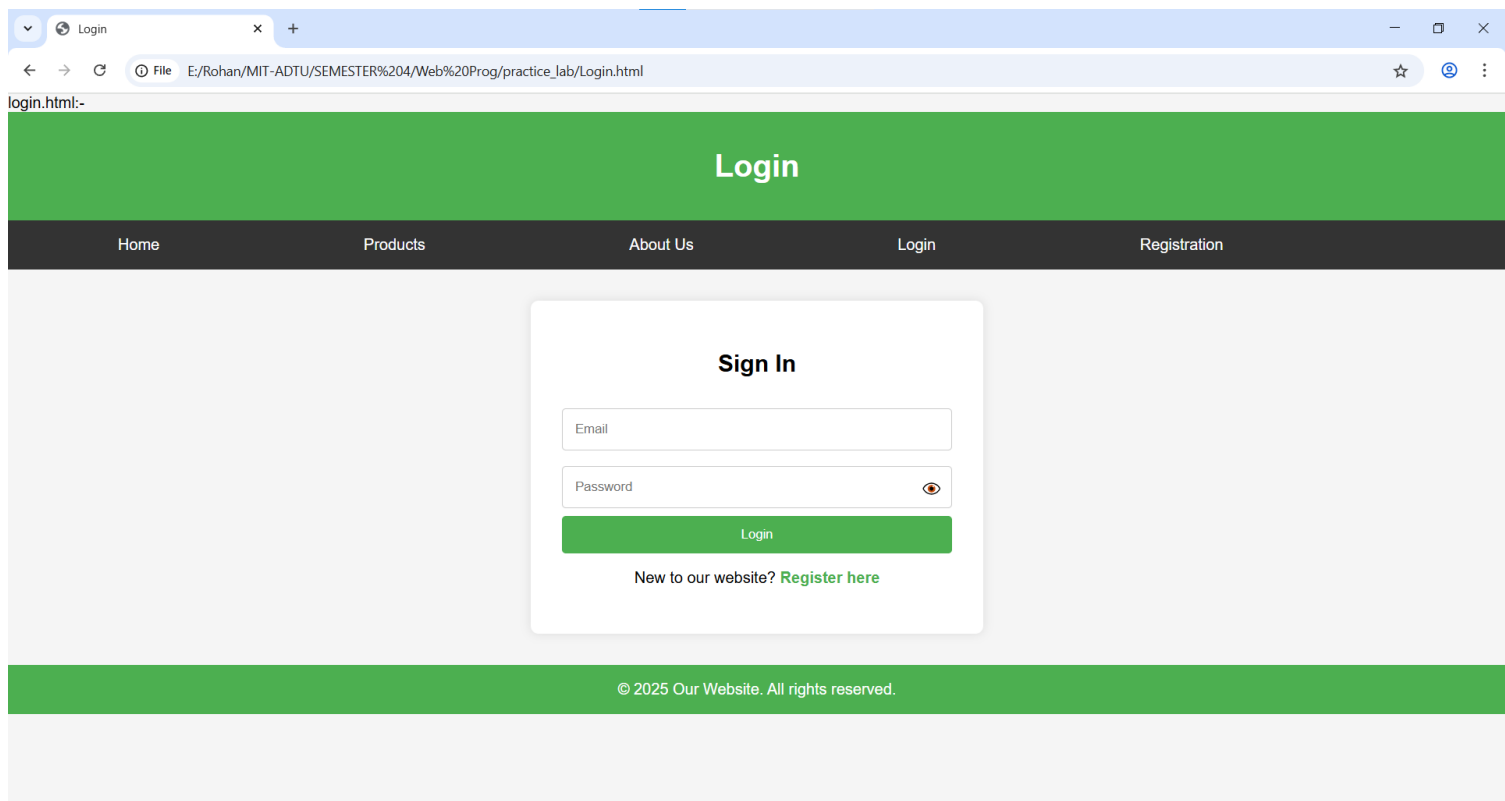 Login
File E:/Rohan/MIT-ADTU/SEMESTER%204/Web%20Prog/practice_lab/Login.html
login.html:-
Login
Home Products About Us Login Registration
Sign In
Email
Password
Login
New to our website? Register here
© 2025 Our Website. All rights reserved.